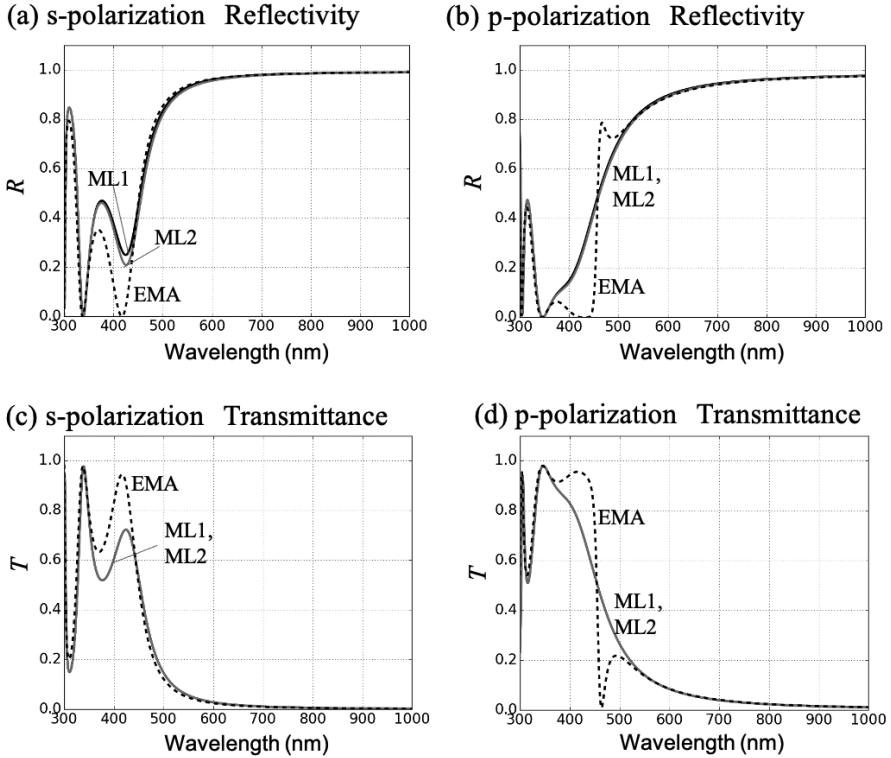 (a) s-polarization Reflectivity
1.0
0.8
0.6
0.4
0.2
0.0
R
ML1
ML2
EMA
300 400 500 600 700 800 900 1000
Wavelength (nm)
(b) p-polarization Reflectivity
1.0
0.8
0.6
0.4
0.2
0.0
R
ML1,
ML2
EMA
300 400 500 600 700 800 900 1000
Wavelength (nm)
(c) s-polarization Transmittance
1.0
0.8
0.6
0.4
0.2
0.0
T
EMA
ML1,
ML2
300 400 500 600 700 800 900 1000
Wavelength (nm)
(d) p-polarization Transmittance
1.0
0.8
0.6
0.4
0.2
0.0
T
EMA
ML1,
ML2
300 400 500 600 700 800 900 1000
Wavelength (nm)